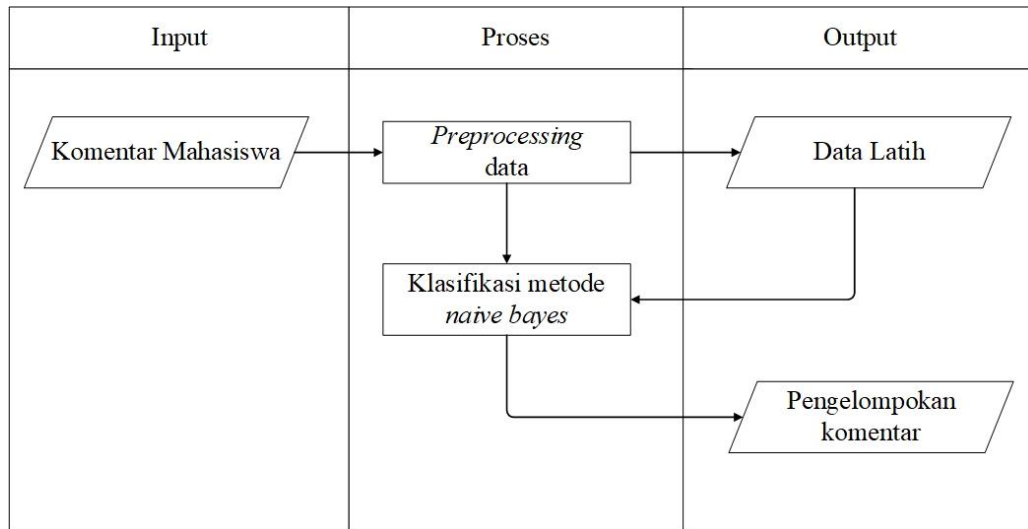 Input
Proses
Output
Komentar Mahasiswa
Preprocessing
data
Data Latih
Klasifikasi metode
naive bayes
Pengelompokan
komentar